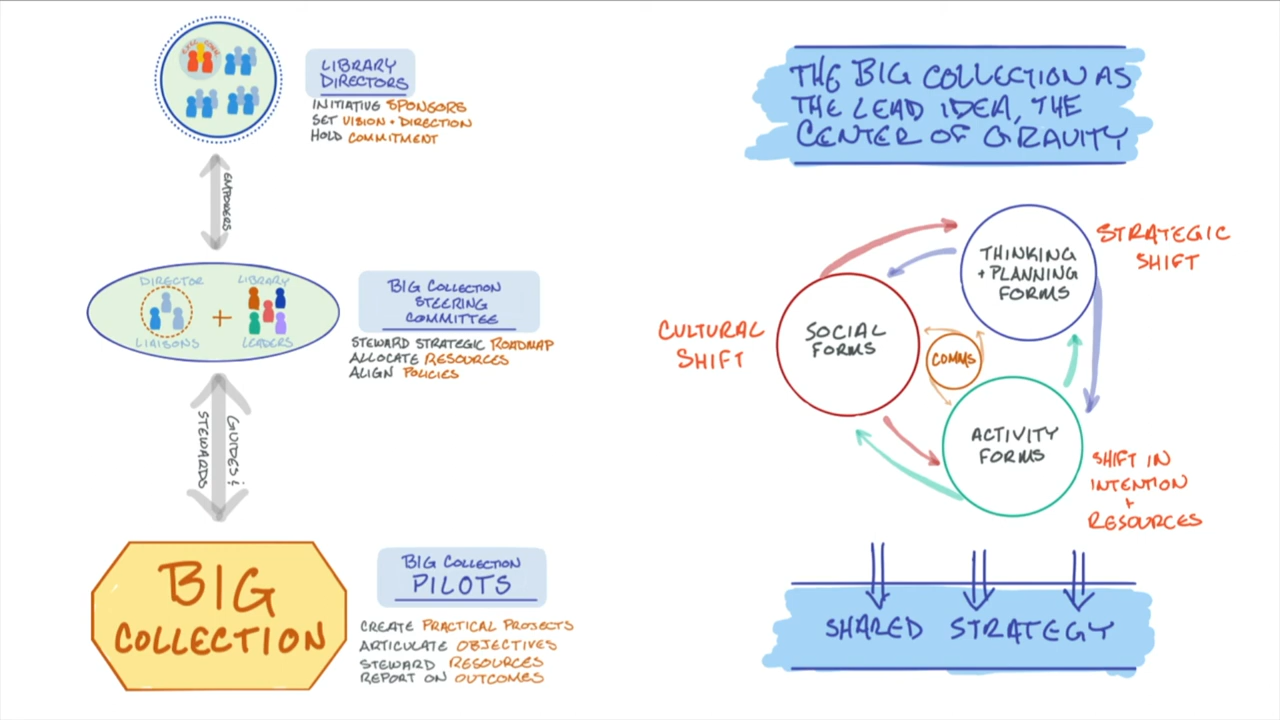 EXEC COMM
LIBRARY
DIRECTORS
INITIATIVE SPONSORS
SET VISION + DIRECTION
HOLD COMMITMENT
EMPOWERS
DIRECTOR
LIAISONS
+
LIBRARY
LEADERS
BIG COLLECTION
STEERING
COMMITTEE
STEWARD STRATEGIC ROADMAP
ALLOCATE RESOURCES
ALIGN POLICIES
GUIDES &
STEWARDS
BIG
COLLECTION
BIG COLLECTION
PILOTS
CREATE PRACTICAL PROJECTS
ARTICULATE OBJECTIVES
STEWARD RESOURCES
REPORT ON OUTCOMES
THE BIG COLLECTION AS
THE LEAD IDEA, THE
CENTER OF GRAVITY
THINKING
+ PLANNING
FORMS
STRATEGIC
SHIFT
CULTURAL
SHIFT
SOCIAL
FORMS
COMMS
ACTIVITY
FORMS
SHIFT IN
INTENTION
+
RESOURCES
SHARED STRATEGY